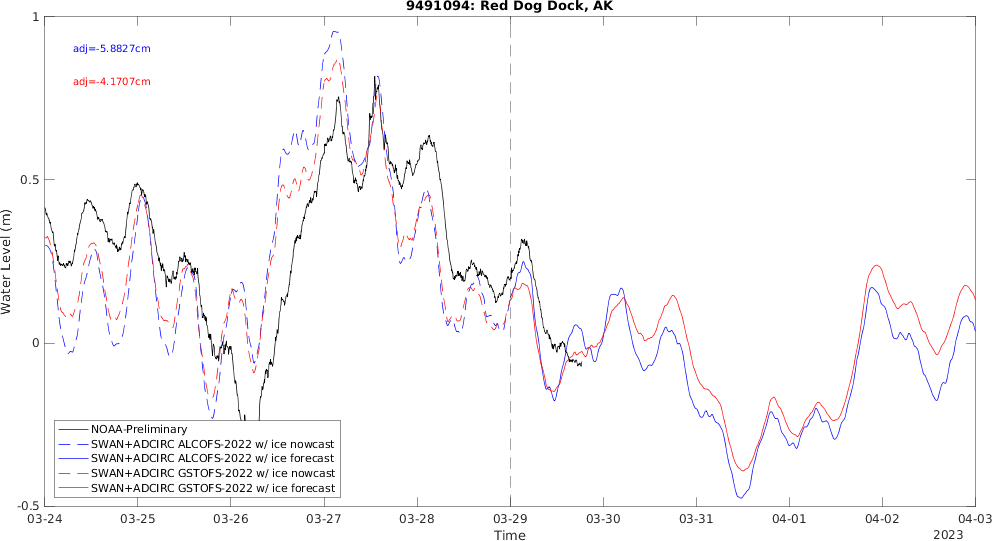 9491094: Red Dog Dock, AK
adj=-5.8827cm
adj=-4.1707cm
Water Level (m)
1
0.5
0
-0.5
NOAA-Preliminary
SWAN+ADCIRC ALCOFS-2022 w/ ice nowcast
SWAN+ADCIRC ALCOFS-2022 w/ ice forecast
SWAN+ADCIRC GSTOFS-2022 w/ ice nowcast
SWAN+ADCIRC GSTOFS-2022 w/ ice forecast
03-24 03-25 03-26 03-27 03-28 03-29 03-30 03-31 04-01 04-02 04-03
Time
2023